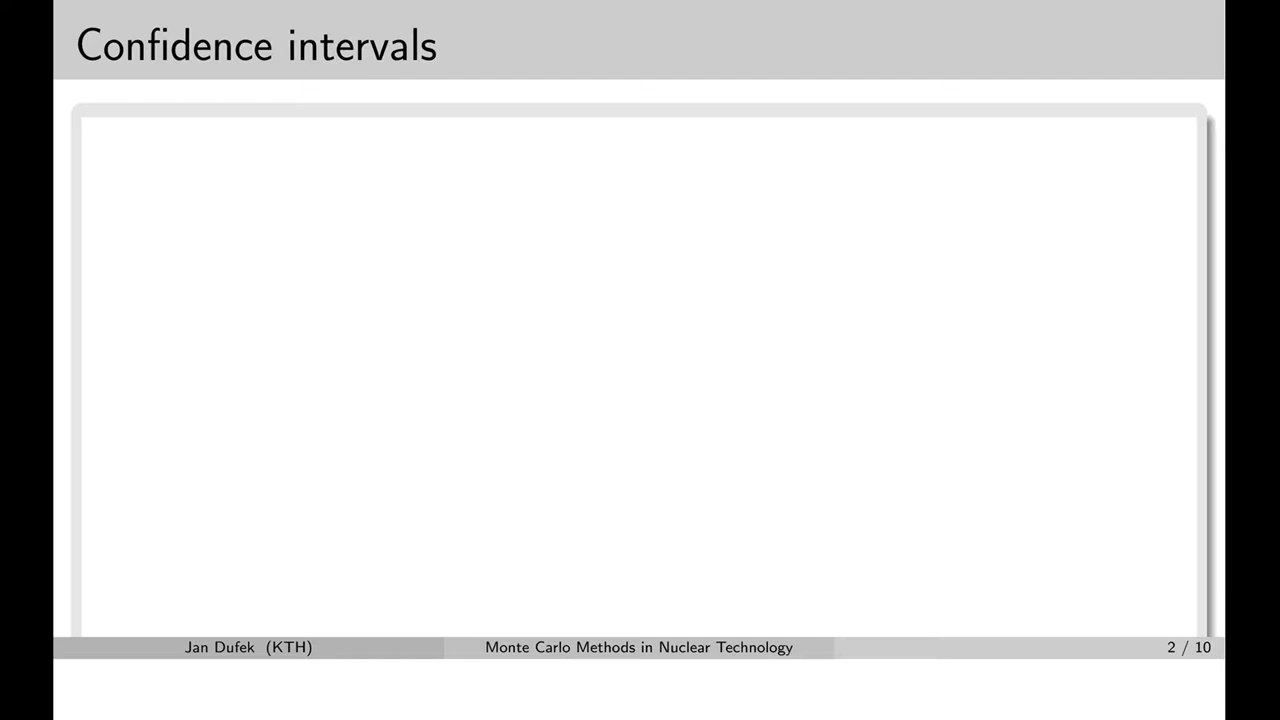 Confidence intervals
Jan Dufek (KTH)
Monte Carlo Methods in Nuclear Technology
2 / 10